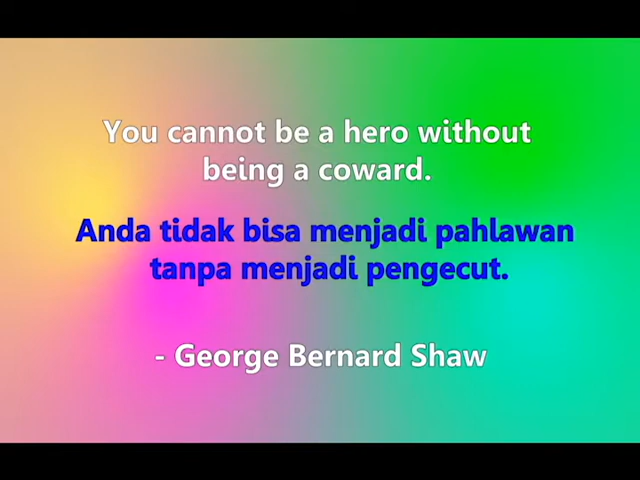 You cannot be a hero without
being a coward.
Anda tidak bisa menjadi pahlawan
tanpa menjadi pengecut.
- George Bernard Shaw